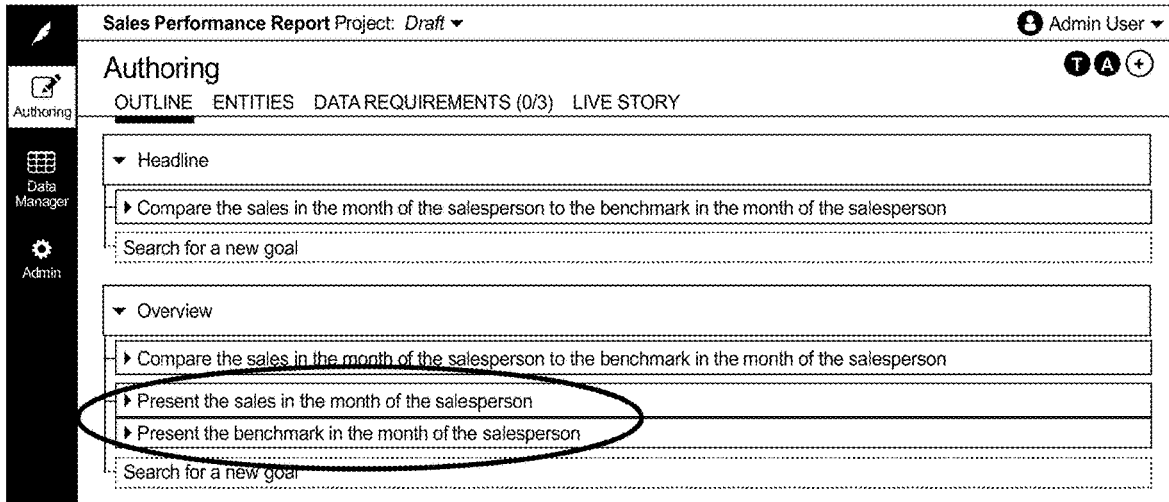 Sales Performance Report Project: Draft
Admin User
Authoring
T A +
OUTLINE ENTITIES DATA REQUIREMENTS (0/3) LIVE STORY
Authoring
Data
Manager
Admin
Headline
Compare the sales in the month of the salesperson to the benchmark in the month of the salesperson
Search for a new goal
Overview
Compare the sales in the month of the salesperson to the benchmark in the month of the salesperson
Present the sales in the month of the salesperson
Present the benchmark in the month of the salesperson
Search for a new goal